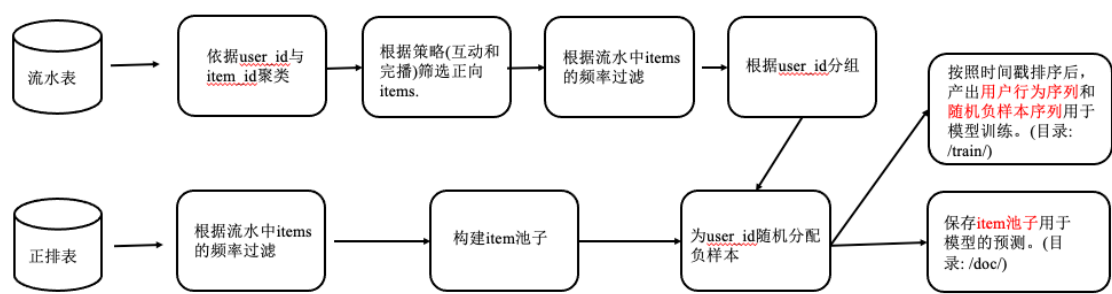 流水表
依据user_id与
item_id聚类
根据策略(互动和
完播)筛选正向
items.
根据流水中items
的频率过滤
根据user_id分组
按照时间戳排序后，
产出用户行为序列和
随机负样本序列用于
模型训练。(目录:
/train/)
正排表
根据流水中items
的频率过滤
构建item池子
为user_id随机分配
负样本
保存item池子用于
模型的预测。(目
录: /doc/)